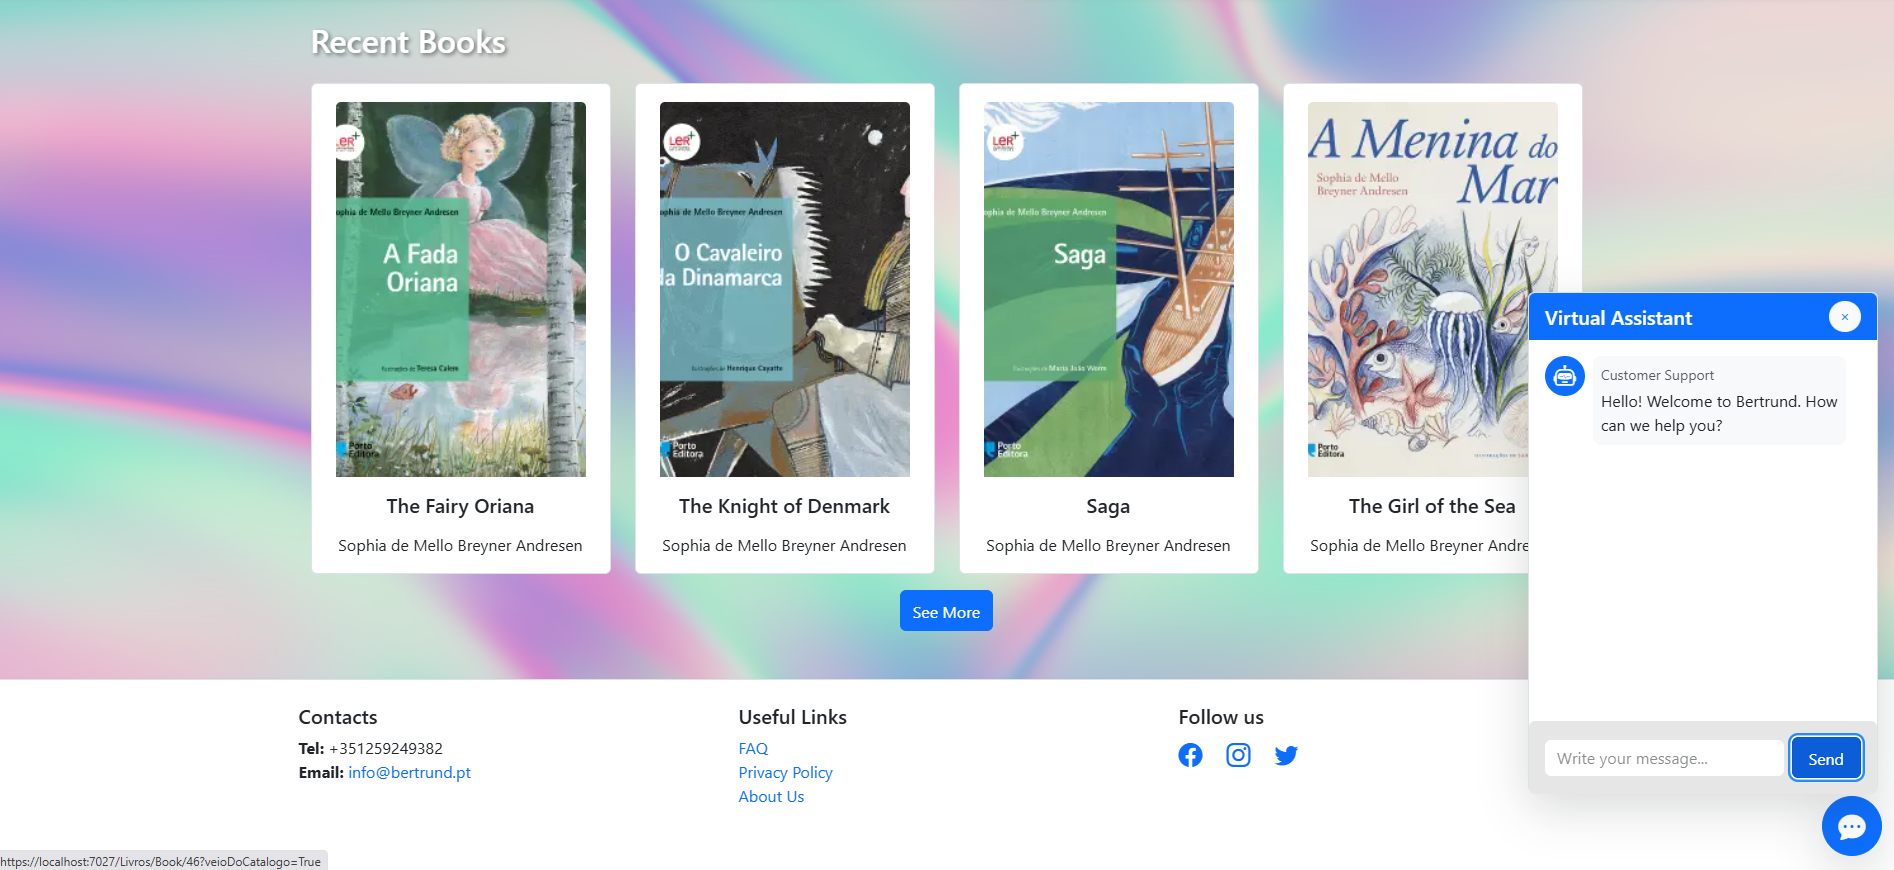 Recent Books
LeR+
Sophia de Mello Breyner Andresen
A Fada
Oriana
Ilustrações de Teresa Calem
Porto
Editora
The Fairy Oriana
Sophia de Mello Breyner Andresen
LeR+
Sophia de Mello Breyner Andresen
O Cavaleiro
da Dinamarca
Ilustrações de Henrique Cayatte
Porto
Editora
The Knight of Denmark
Sophia de Mello Breyner Andresen
LeR+
Sophia de Mello Breyner Andresen
Saga
Ilustrações de Maria João Worm
Porto
Editora
Saga
Sophia de Mello Breyner Andresen
A Menina do
Mar
Sophia de Mello
Breyner Andresen
Porto
Editora
The Girl of the Sea
Sophia de Mello Breyner Andre
See More
Virtual Assistant
×
Customer Support
Hello! Welcome to Bertrund. How
can we help you?
Write your message...
Send
Contacts
Tel: +351259249382
Email: info@bertrund.pt
Useful Links
FAQ
Privacy Policy
About Us
Follow us
https://localhost:7027/Livros/Book/46?veioDoCatalogo=True